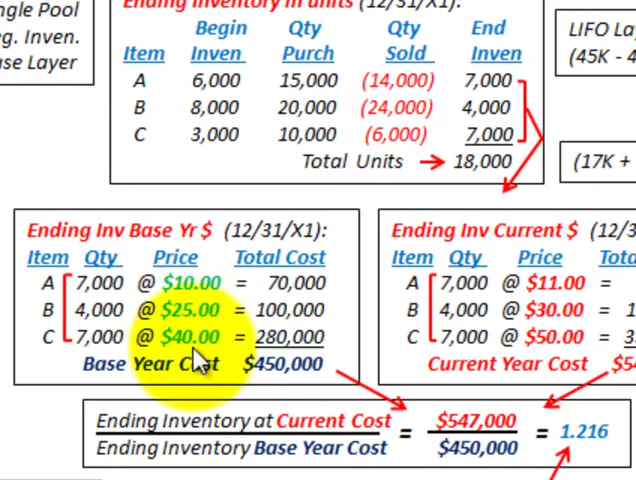 ngle Pool
g. Inven.
se Layer
Ending Inventory in units (12/31/X1):
Begin Qty Qty End
Item Inven Purch Sold Inven
A 6,000 15,000 (14,000) 7,000
B 8,000 20,000 (24,000) 4,000
C 3,000 10,000 (6,000) 7,000
Total Units 18,000
LIFO La
(45K - 4
(17K +
Ending Inv Base Yr $ (12/31/X1):
Item Qty Price Total Cost
A 7,000 @ $10.00 = 70,000
B 4,000 @ $25.00 = 100,000
C 7,000 @ $40.00 = 280,000
Base Year Cost $450,000
Ending Inv Current $ (12/3
Item Qty Price Tota
A 7,000 @ $11.00 =
B 4,000 @ $30.00 = 1
C 7,000 @ $50.00 = 3
Current Year Cost $5
Ending Inventory at Current Cost = $547,000 = 1.216
Ending Inventory Base Year Cost $450,000